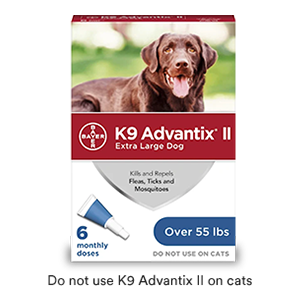 BAYER
BAYER
K9 Advantix® II
Extra Large Dog
Kills and Repels
Fleas, Ticks and
Mosquitoes
6
monthly
doses
Over 55 lbs
DO NOT USE ON CATS
Do not use K9 Advantix II on cats